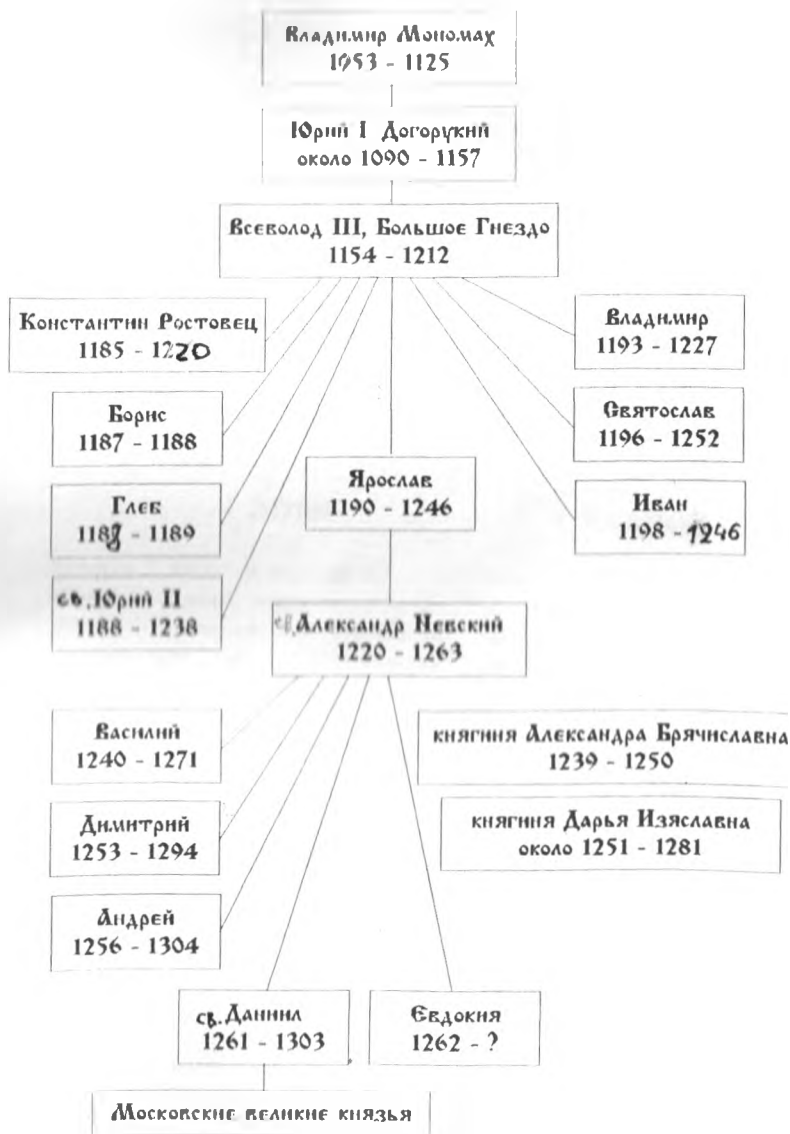 Владимир Мономах
1053 - 1125
Юрий I Догорукий
около 1090 - 1157
Всеволод III, Большое Гнездо
1154 - 1212
Константин Ростовец
1185 - 1220
Владимир
1193 - 1227
Борис
1187 - 1188
Святослав
1196 - 1252
Ярослав
1190 - 1246
Глеб
1188 - 1189
Иван
1198 - 1246
св. Юрий II
1188 - 1238
св. Александр Невский
1220 - 1263
Василий
1240 - 1271
княгиня Александра Брячиславна
1239 - 1250
Димитрий
1253 - 1294
княгиня Дарья Изяславна
около 1251 - 1281
Андрей
1256 - 1304
св. Даниил
1261 - 1303
Евдокия
1262 - ?
Московские великие князья